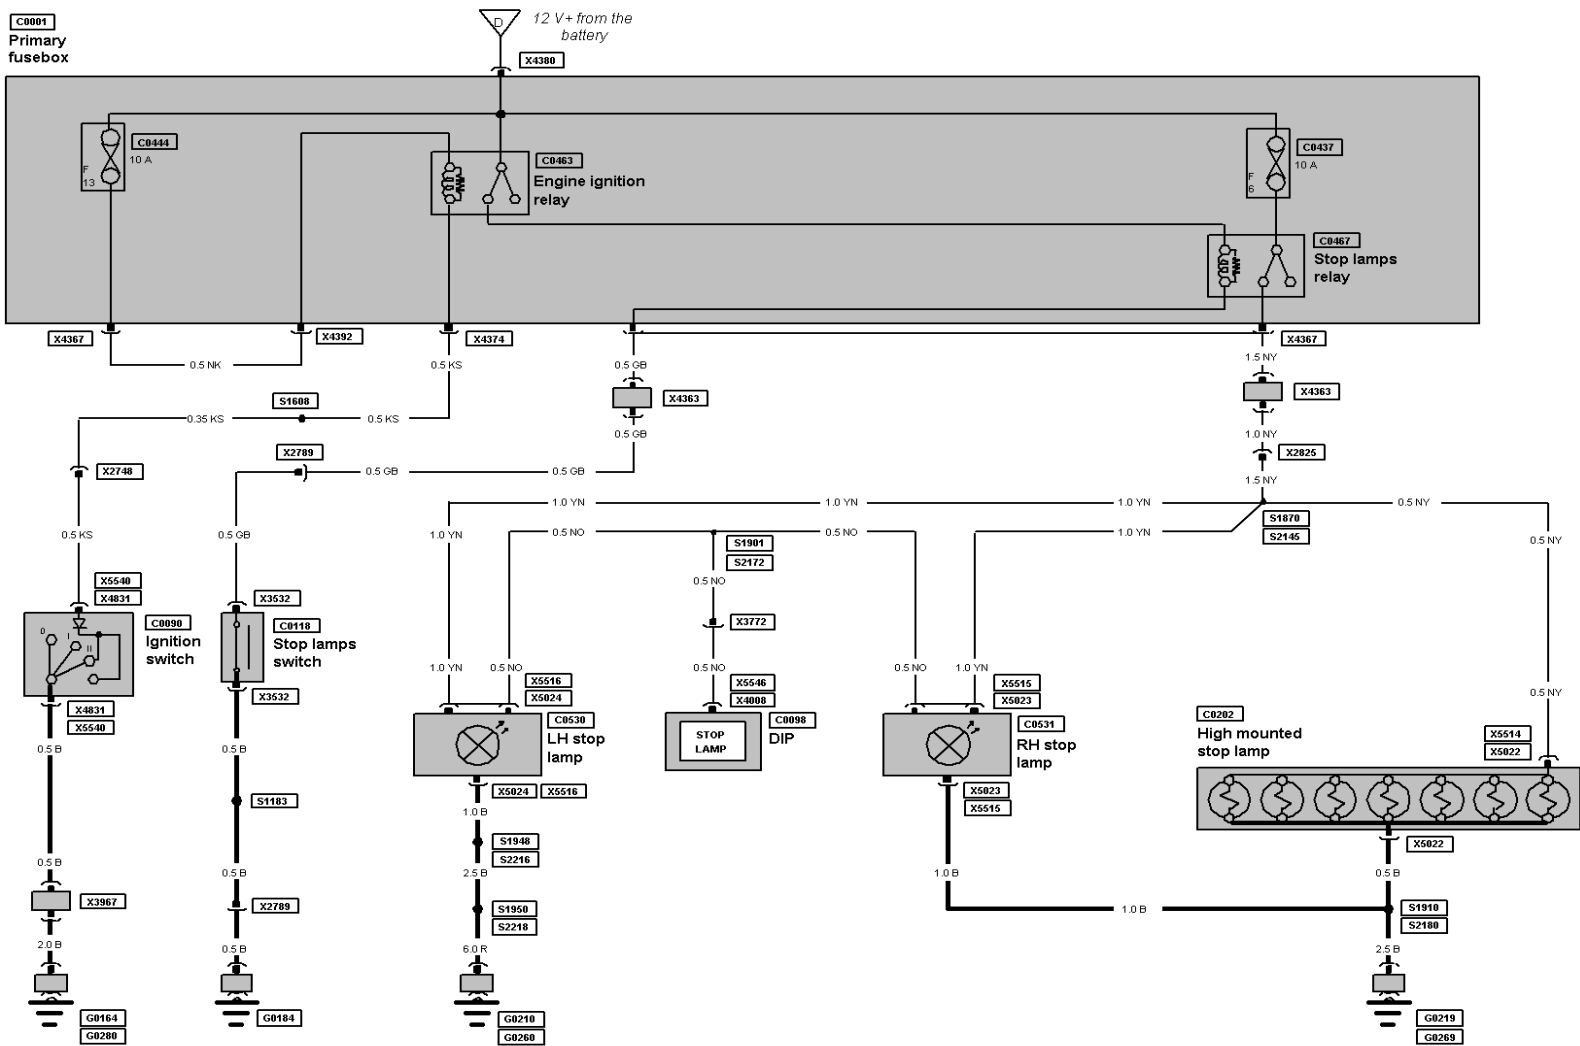 C0001
Primary
fusebox
D
12 V+ from the
battery
X4380
C0444
10 A
F
13
C0463
Engine ignition
relay
C0437
10 A
F
6
C0467
Stop lamps
relay
X4367
X4392
X4374
X4367
0.5 NK
0.5 KS
0.5 GB
1.5 NY
X4363
X4363
S1608
0.35 KS
0.5 KS
0.5 GB
1.0 NY
X2789
X2825
X2748
0.5 GB
0.5 GB
1.5 NY
1.0 YN
1.0 YN
1.0 YN
0.5 NY
S1870
S2145
0.5 KS
0.5 GB
1.0 YN
0.5 NO
0.5 NO
1.0 YN
0.5 NY
S1901
S2172
0.5 NO
X5540
X4831
X3532
X3772
C0090
Ignition
switch
0
I
II
C0118
Stop lamps
switch
1.0 YN
0.5 NO
0.5 NO
0.5 NO
1.0 YN
X5516
X5024
X5546
X4008
X5515
X5023
0.5 NY
X3532
X4831
X5540
C0530
LH stop
lamp
STOP
LAMP
C0098
DIP
C0531
RH stop
lamp
C0202
High mounted
stop lamp
X5514
X5022
0.5 B
0.5 B
X5024
X5516
X5023
X5515
S1183
1.0 B
S1948
S2216
X5022
0.5 B
0.5 B
2.5 B
1.0 B
0.5 B
X3967
X2789
S1950
S2218
1.0 B
S1910
S2180
2.0 B
0.5 B
6.0 R
2.5 B
G0164
G0280
G0184
G0210
G0260
G0219
G0269